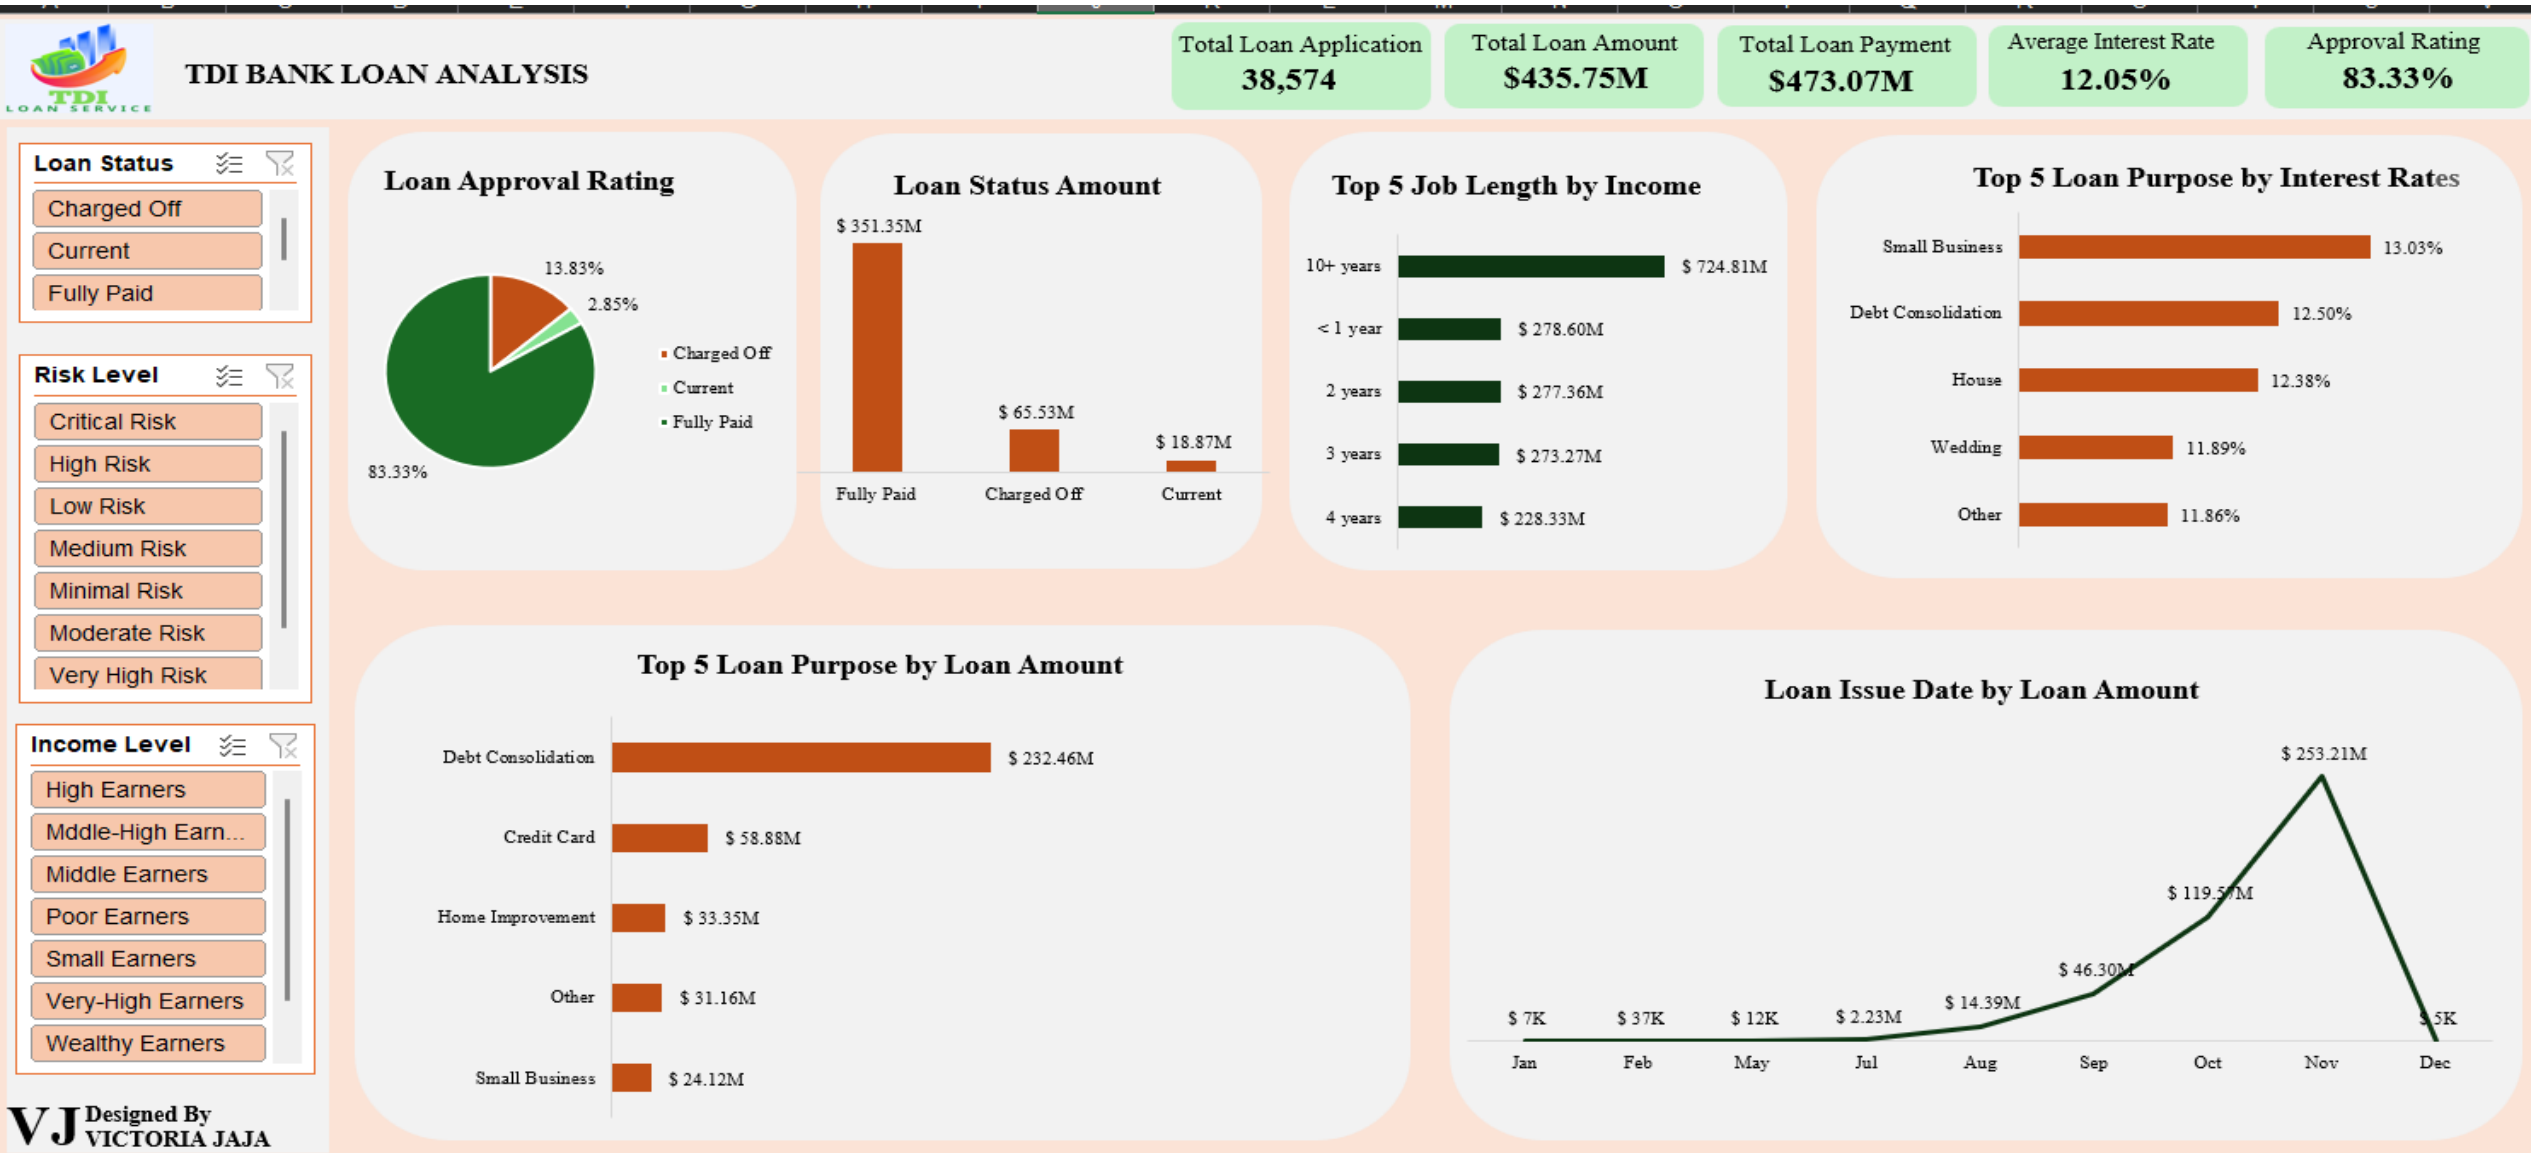 TDI
LOAN SERVICE
TDI BANK LOAN ANALYSIS
Total Loan Application
38,574
Total Loan Amount
$435.75M
Total Loan Payment
$473.07M
Average Interest Rate
12.05%
Approval Rating
83.33%
Loan Status
Charged Off
Current
Fully Paid
Risk Level
Critical Risk
High Risk
Low Risk
Medium Risk
Minimal Risk
Moderate Risk
Very High Risk
Income Level
High Earners
Mddle-High Earn...
Middle Earners
Poor Earners
Small Earners
Very-High Earners
Wealthy Earners
VJ
Designed By
VICTORIA JAJA
Loan Approval Rating
13.83%
2.85%
83.33%
Charged Off
Current
Fully Paid
Loan Status Amount
$ 351.35M
$ 65.53M
$ 18.87M
Fully Paid
Charged Off
Current
Top 5 Job Length by Income
10+ years
$ 724.81M
< 1 year
$ 278.60M
2 years
$ 277.36M
3 years
$ 273.27M
4 years
$ 228.33M
Top 5 Loan Purpose by Interest Rates
Small Business
13.03%
Debt Consolidation
12.50%
House
12.38%
Wedding
11.89%
Other
11.86%
Top 5 Loan Purpose by Loan Amount
Debt Consolidation
$ 232.46M
Credit Card
$ 58.88M
Home Improvement
$ 33.35M
Other
$ 31.16M
Small Business
$ 24.12M
Loan Issue Date by Loan Amount
$ 7K
$ 37K
$ 12K
$ 2.23M
$ 14.39M
$ 46.30M
$ 119.57M
$ 253.21M
$ 5K
Jan
Feb
May
Jul
Aug
Sep
Oct
Nov
Dec